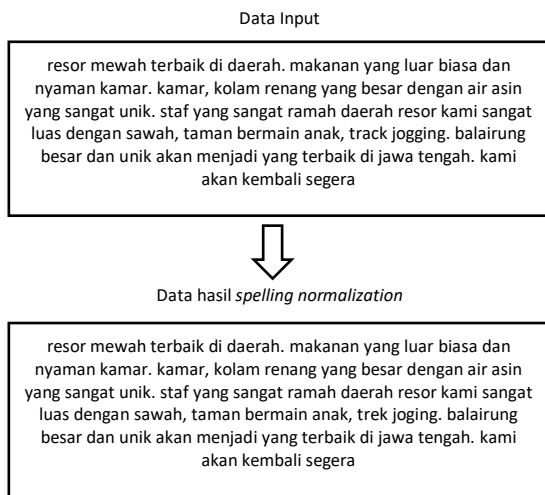 Data Input
resor mewah terbaik di daerah. makanan yang luar biasa dan
nyaman kamar. kamar, kolam renang yang besar dengan air asin
yang sangat unik. staf yang sangat ramah daerah resor kami sangat
luas dengan sawah, taman bermain anak, track jogging. balairung
besar dan unik akan menjadi yang terbaik di jawa tengah. kami
akan kembali segera
Data hasil spelling normalization
resor mewah terbaik di daerah. makanan yang luar biasa dan
nyaman kamar. kamar, kolam renang yang besar dengan air asin
yang sangat unik. staf yang sangat ramah daerah resor kami sangat
luas dengan sawah, taman bermain anak, trek joging. balairung
besar dan unik akan menjadi yang terbaik di jawa tengah. kami
akan kembali segera